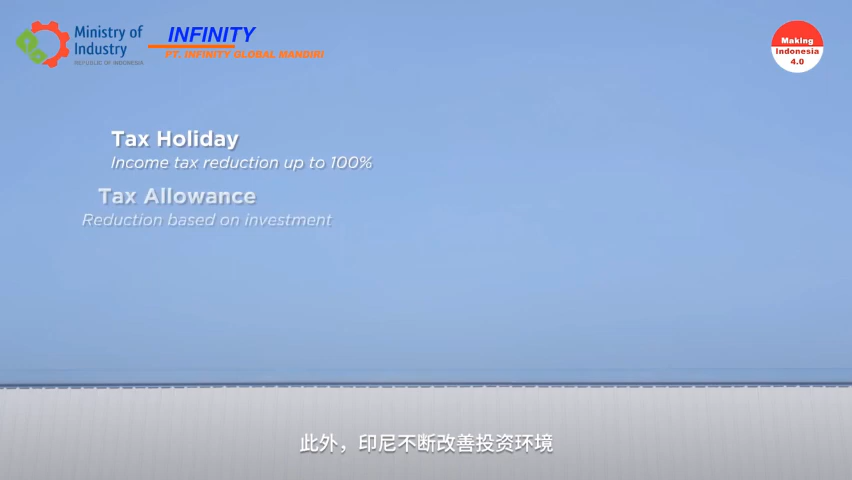 Ministry of
Industry
REPUBLIC OF INDONESIA
INFINITY
PT. INFINITY GLOBAL MANDIRI
Making
Indonesia
4.0
Tax Holiday
Income tax reduction up to 100%
Tax Allowance
Reduction based on investment
此外，印尼不断改善投资环境